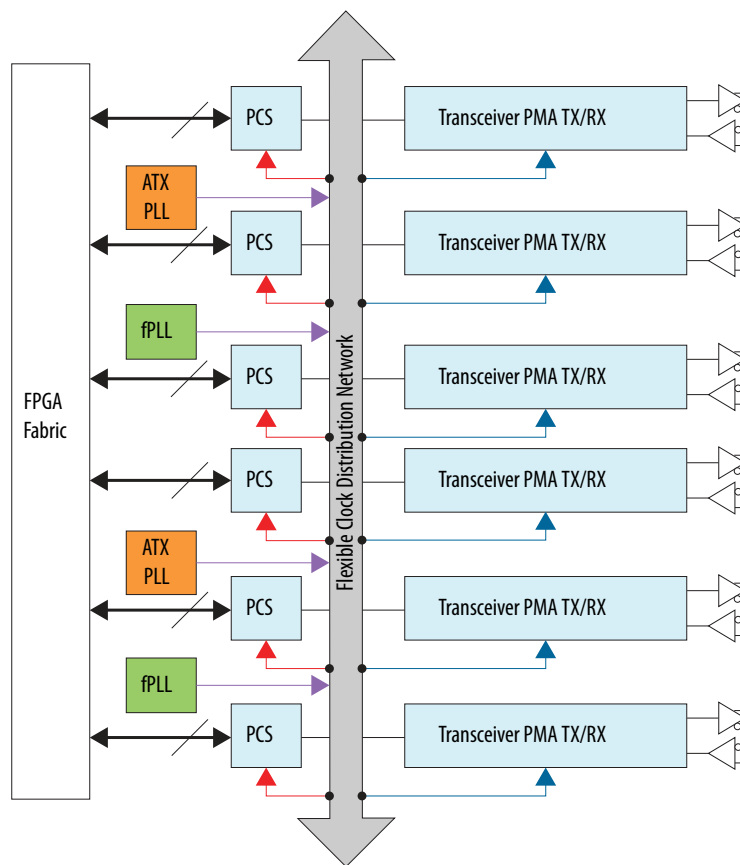 PCS
Transceiver PMA TX/RX
ATX
PLL
PCS
Transceiver PMA TX/RX
fPLL
PCS
Transceiver PMA TX/RX
FPGA
Fabric
Flexible Clock Distribution Network
PCS
Transceiver PMA TX/RX
ATX
PLL
PCS
Transceiver PMA TX/RX
fPLL
PCS
Transceiver PMA TX/RX